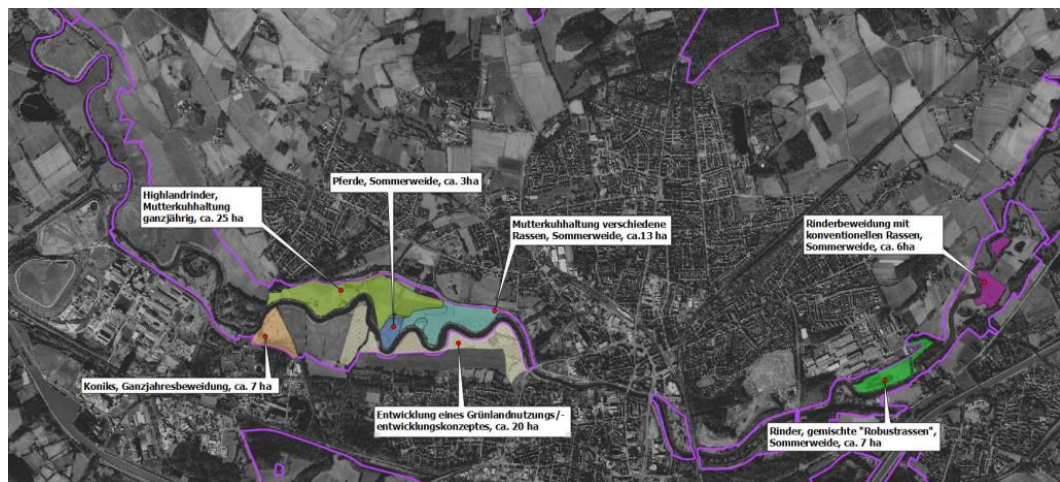 Highlandrinder,
Mutterkuhhaltung
ganzjährig, ca. 25 ha
Pferde, Sommerweide, ca. 3ha
Mutterkuhhaltung verschiedene
Rassen, Sommerweide, ca.13 ha
Rinderbeweidung mit
konventionellen Rassen,
Sommerweide, ca. 6ha
Koniks, Ganzjahresbeweidung, ca. 7 ha
Entwicklung eines Grünlandnutzungs/-
entwicklungskonzeptes, ca. 20 ha
Rinder, gemischte "Robustrassen",
Sommerweide, ca. 7 ha